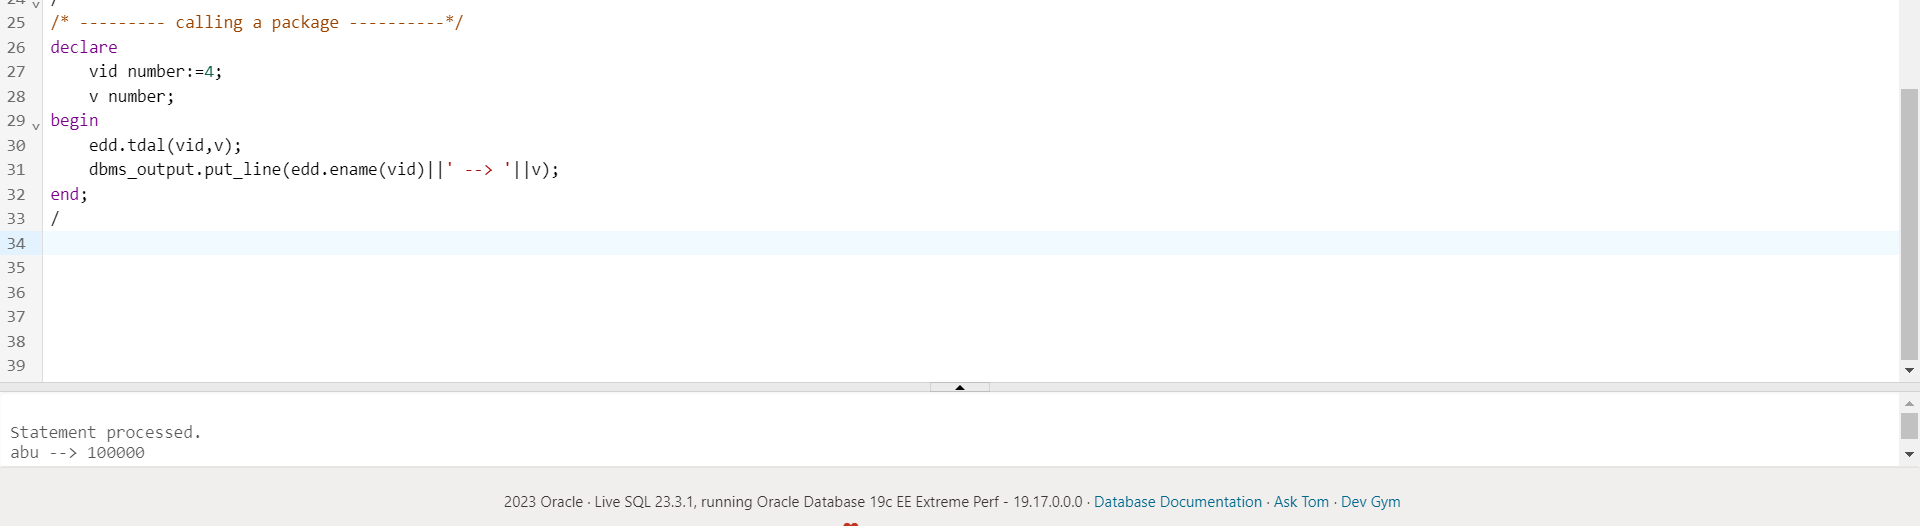 25 /* --------- calling a package ----------*/
26 declare
27     vid number:=4;
28     v number;
29 begin
30     edd.tdal(vid,v);
31     dbms_output.put_line(edd.ename(vid)||' --> '||v);
32 end;
33 /
34
35
36
37
38
39
Statement processed.
abu --> 100000
2023 Oracle · Live SQL 23.3.1, running Oracle Database 19c EE Extreme Perf - 19.17.0.0.0 · Database Documentation · Ask Tom · Dev Gym